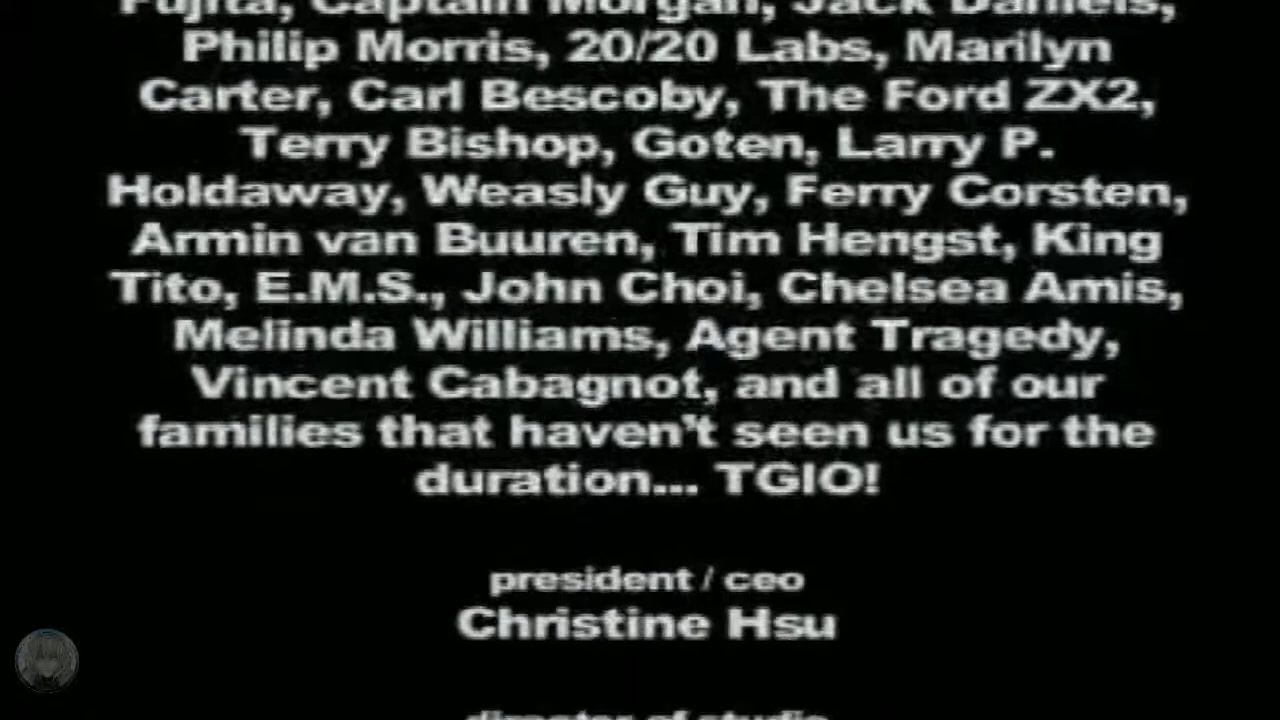 Fujita, Captain Morgan, Jack Daniels,
Philip Morris, 20/20 Labs, Marilyn
Carter, Carl Bescoby, The Ford ZX2,
Terry Bishop, Goten, Larry P.
Holdaway, Weasly Guy, Ferry Corsten,
Armin van Buuren, Tim Hengst, King
Tito, E.M.S., John Choi, Chelsea Amis,
Melinda Williams, Agent Tragedy,
Vincent Cabagnot, and all of our
families that haven't seen us for the
duration... TGIO!
president / ceo
Christine Hsu
director of studio